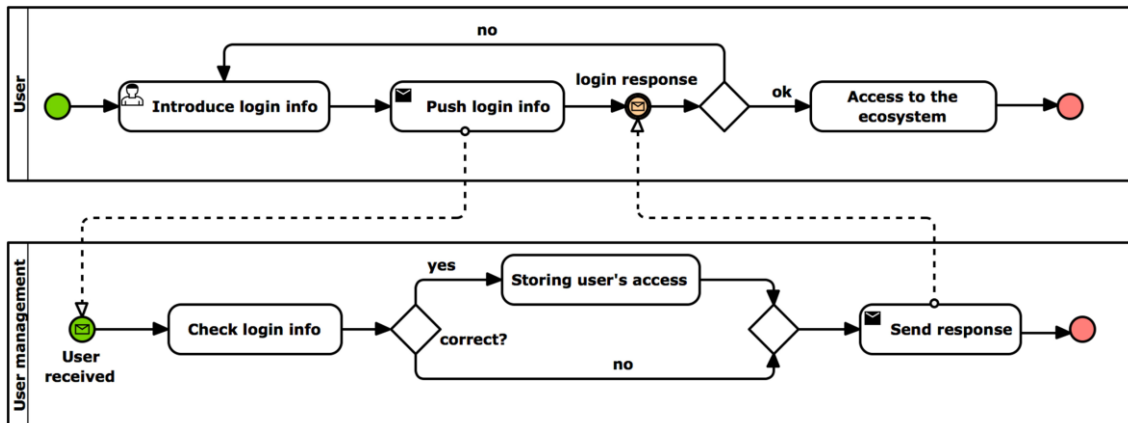 User
no
Introduce login info
Push login info
login response
ok
Access to the
ecosystem
User management
User
received
Check login info
correct?
yes
Storing user's access
no
Send response